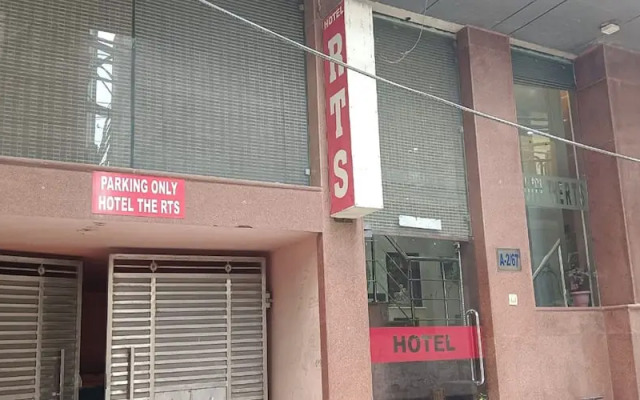 HOTEL
RTS
PARKING ONLY
HOTEL THE RTS
A-2/67
HOTEL